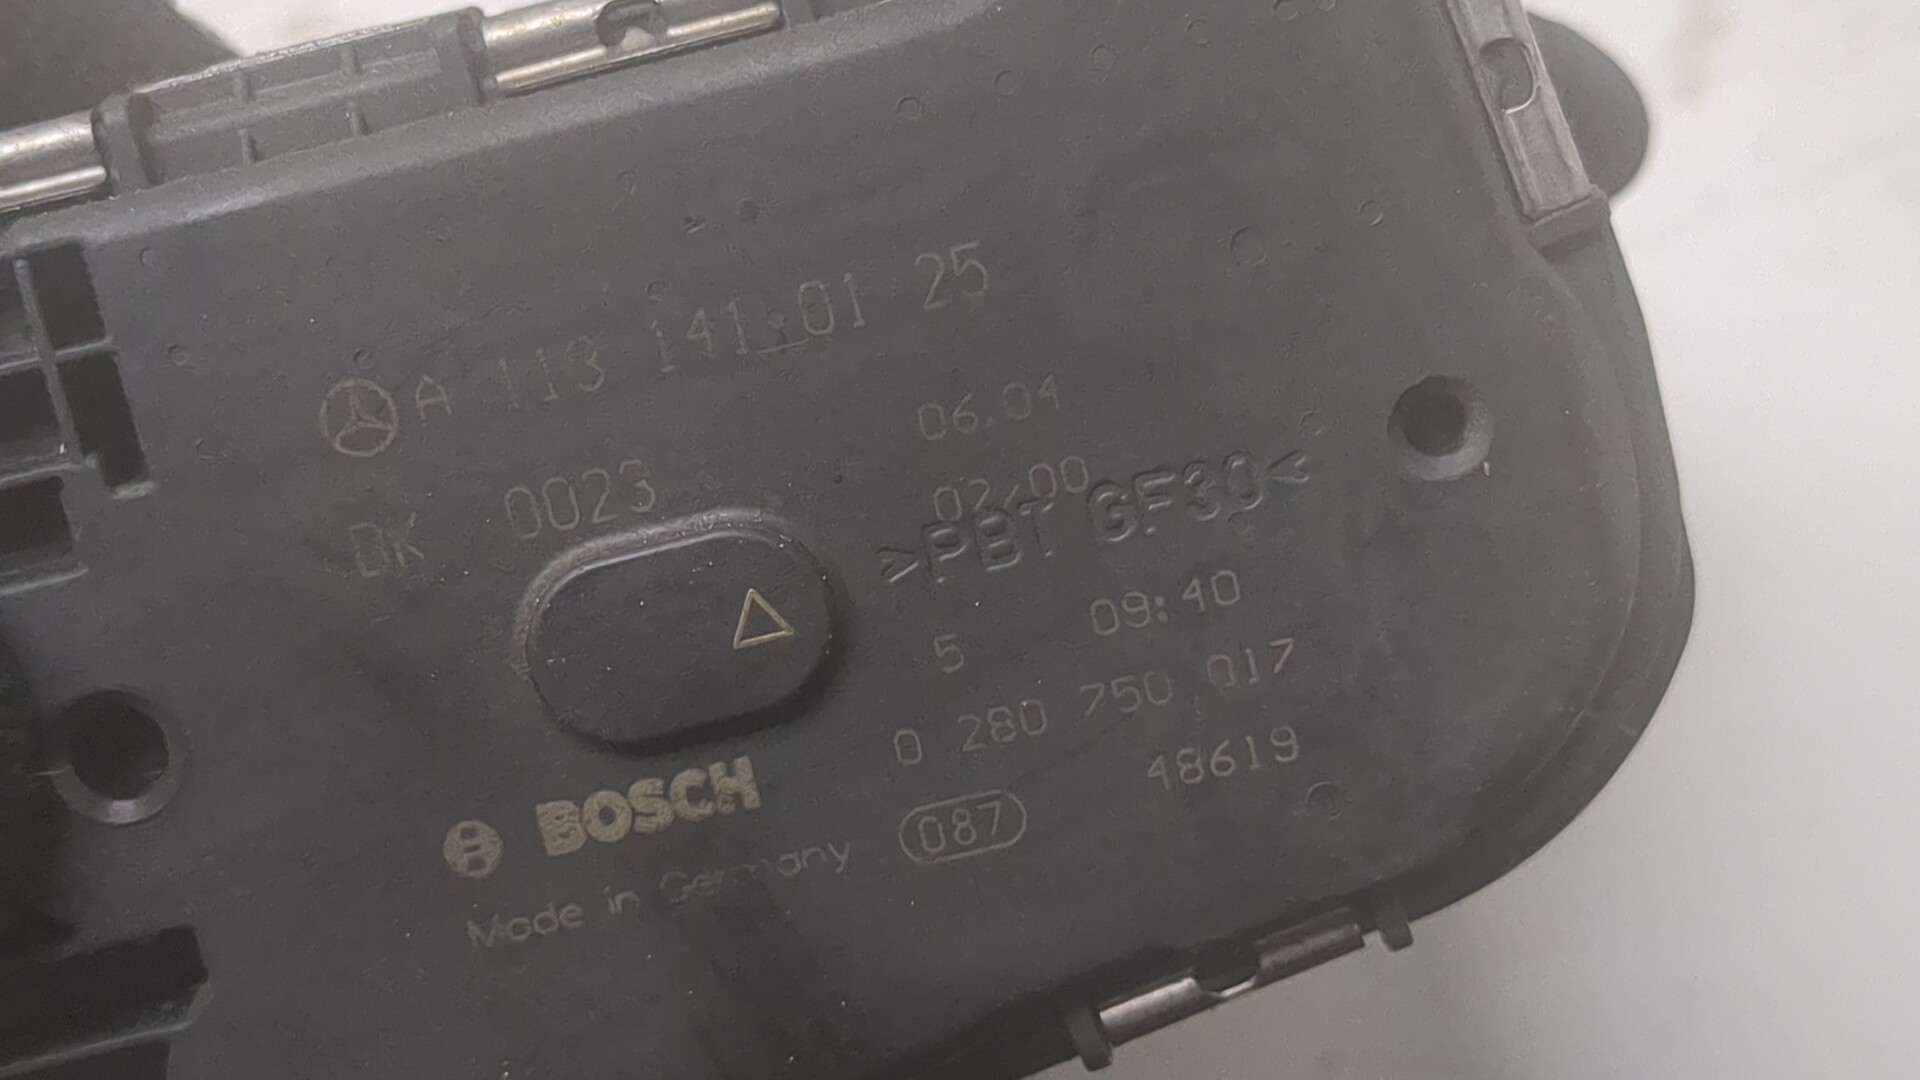 A 113 141 01 25
06.04
DK 0023
02.00
>PBT GF30<
5 09:40
0 280 750 017
48619
BOSCH
087
Made in Germany